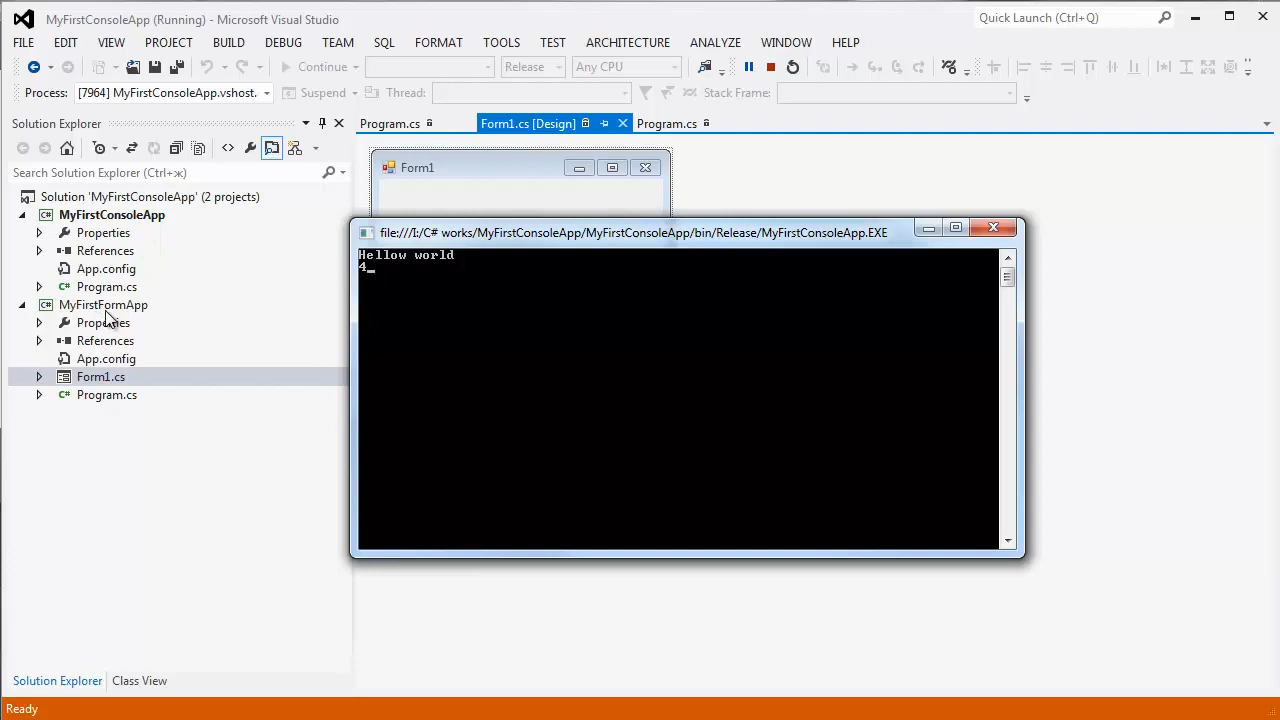 MyFirstConsoleApp (Running) - Microsoft Visual Studio
Quick Launch (Ctrl+Q)
FILE EDIT VIEW PROJECT BUILD DEBUG TEAM SQL FORMAT TOOLS TEST ARCHITECTURE ANALYZE WINDOW HELP
Continue Release Any CPU
Process: [7964] MyFirstConsoleApp.vshost. Suspend Thread: Stack Frame:
Solution Explorer
Program.cs Form1.cs [Design] Program.cs
Search Solution Explorer (Ctrl+ж)
Solution 'MyFirstConsoleApp' (2 projects)
MyFirstConsoleApp
Properties
References
App.config
Program.cs
MyFirstFormApp
Properties
References
App.config
Form1.cs
Program.cs
Form1
file:///I:/C# works/MyFirstConsoleApp/MyFirstConsoleApp/bin/Release/MyFirstConsoleApp.EXE
Hellow world
4_
Solution Explorer Class View
Ready